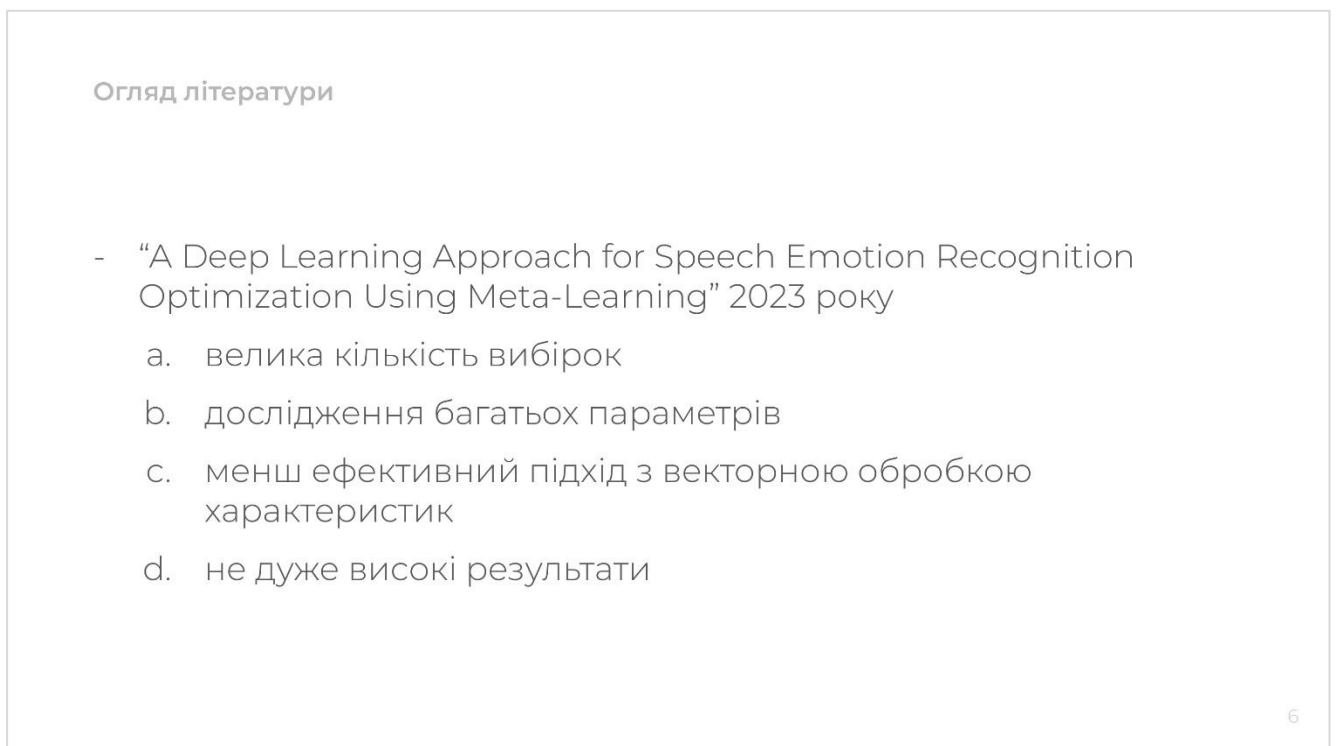 Огляд літератури
- “A Deep Learning Approach for Speech Emotion Recognition
Optimization Using Meta-Learning” 2023 року
a. велика кількість вибірок
b. дослідження багатьох параметрів
c. менш ефективний підхід з векторною обробкою
характеристик
d. не дуже високі результати
6